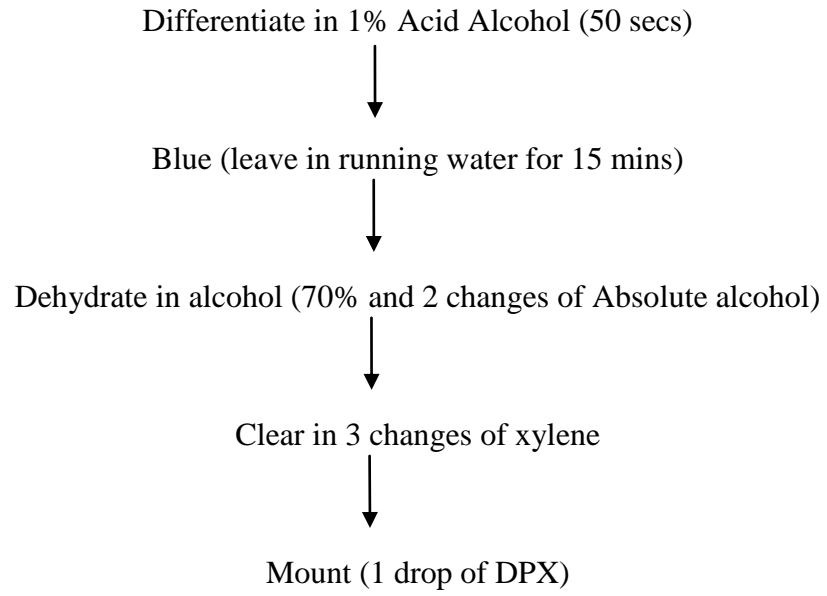 Differentiate in 1% Acid Alcohol (50 secs)
Blue (leave in running water for 15 mins)
Dehydrate in alcohol (70% and 2 changes of Absolute alcohol)
Clear in 3 changes of xylene
Mount (1 drop of DPX)